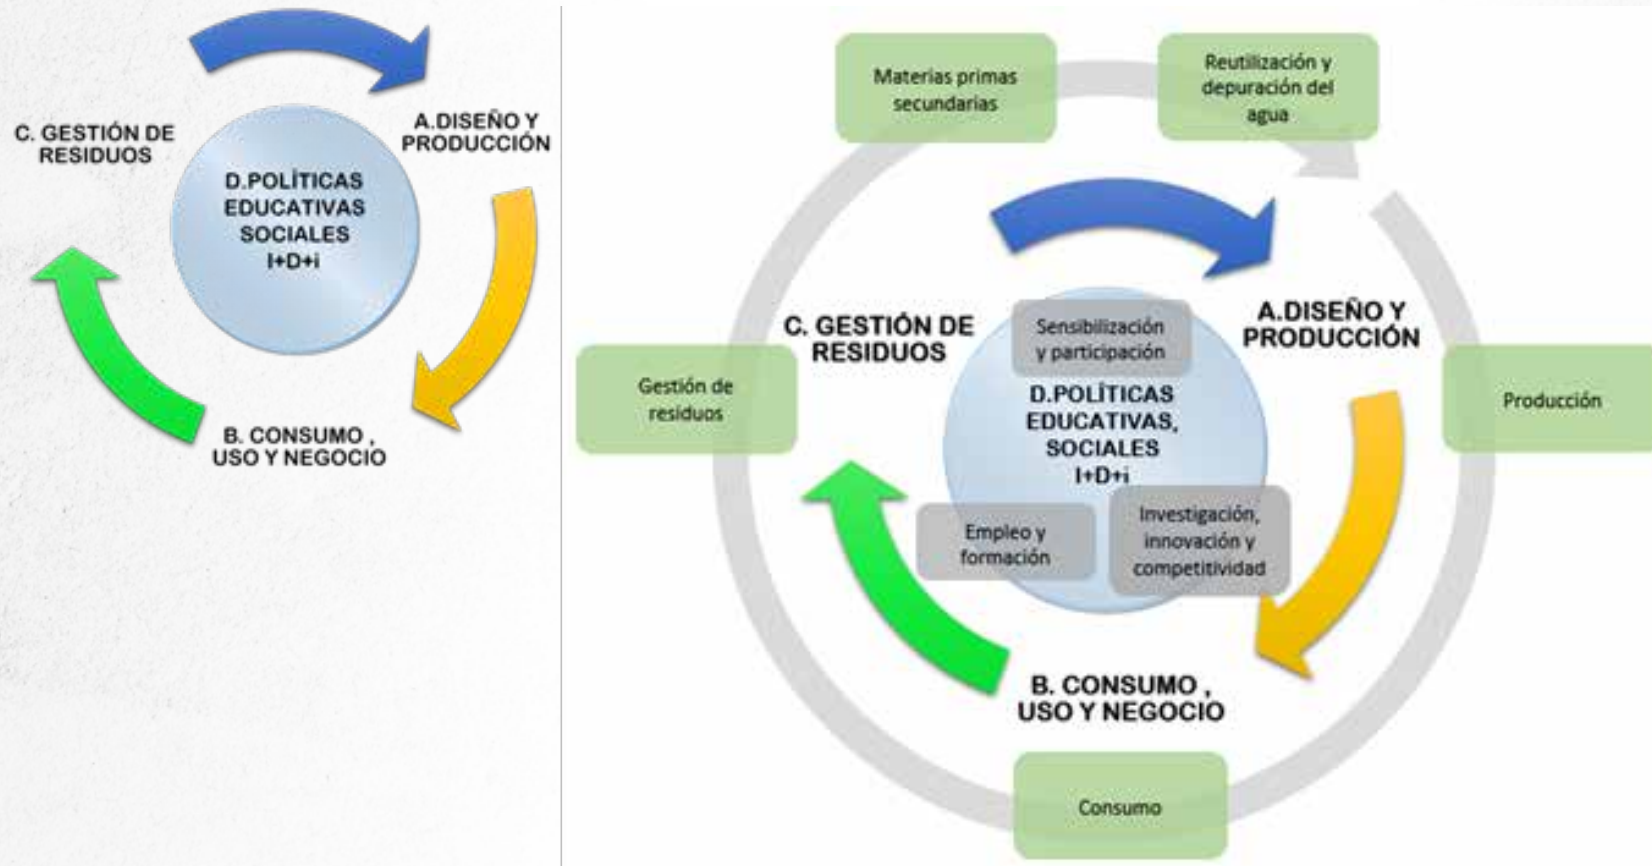 C. GESTIÓN DE
RESIDUOS
A.DISEÑO Y
PRODUCCIÓN
D.POLÍTICAS
EDUCATIVAS
SOCIALES
I+D+i
B. CONSUMO ,
USO Y NEGOCIO
Materias primas
secundarias
Reutilización y
depuración del
agua
C. GESTIÓN DE
RESIDUOS
Sensibilización
y participación
A.DISEÑO Y
PRODUCCIÓN
Gestión de
residuos
D.POLÍTICAS
EDUCATIVAS,
SOCIALES
I+D+i
Producción
Empleo y
formación
Investigación,
innovación y
competitividad
B. CONSUMO ,
USO Y NEGOCIO
Consumo